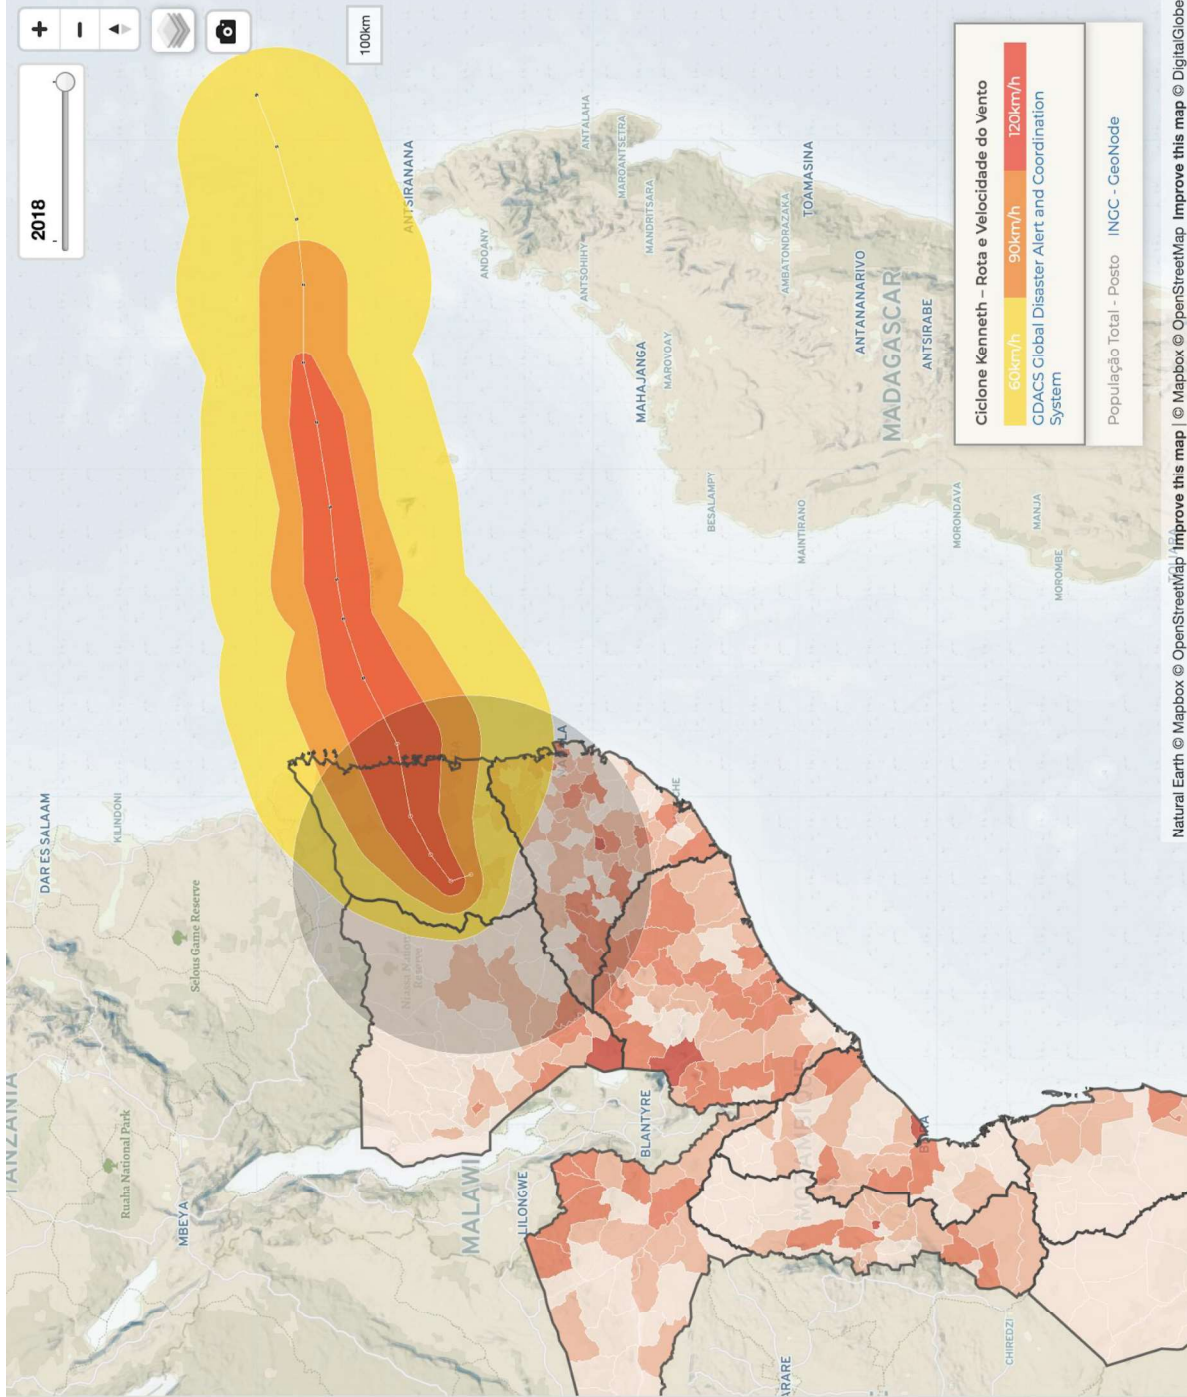 2018
+
−
100km
DAR ES SALAAM
KILINDONI
Selous Game Reserve
Ruaha National Park
MBEYA
MALAWI
LILONGWE
BLANTYRE
CHIREDZI
ANTSIRANANA
ANDOANY
ANTALAHA
MAROANTSETRA
ANTSOHIHY
MANDRITSARA
MAHAJANGA
MAROVOAY
AMBATONDRAZAKA
TOAMASINA
BESALAMPY
MAINTIRANO
ANTANANARIVO
MADAGASCAR
ANTSIRABE
MORONDAVA
MANJA
MOROMBE
Ciclone Kenneth – Rota e Velocidade do Vento
60km/h 90km/h 120km/h
GDACS Global Disaster Alert and Coordination
System
População Total - Posto INGC - GeoNode
Natural Earth © Mapbox © OpenStreetMap Improve this map | © Mapbox © OpenStreetMap Improve this map © DigitalGlobe